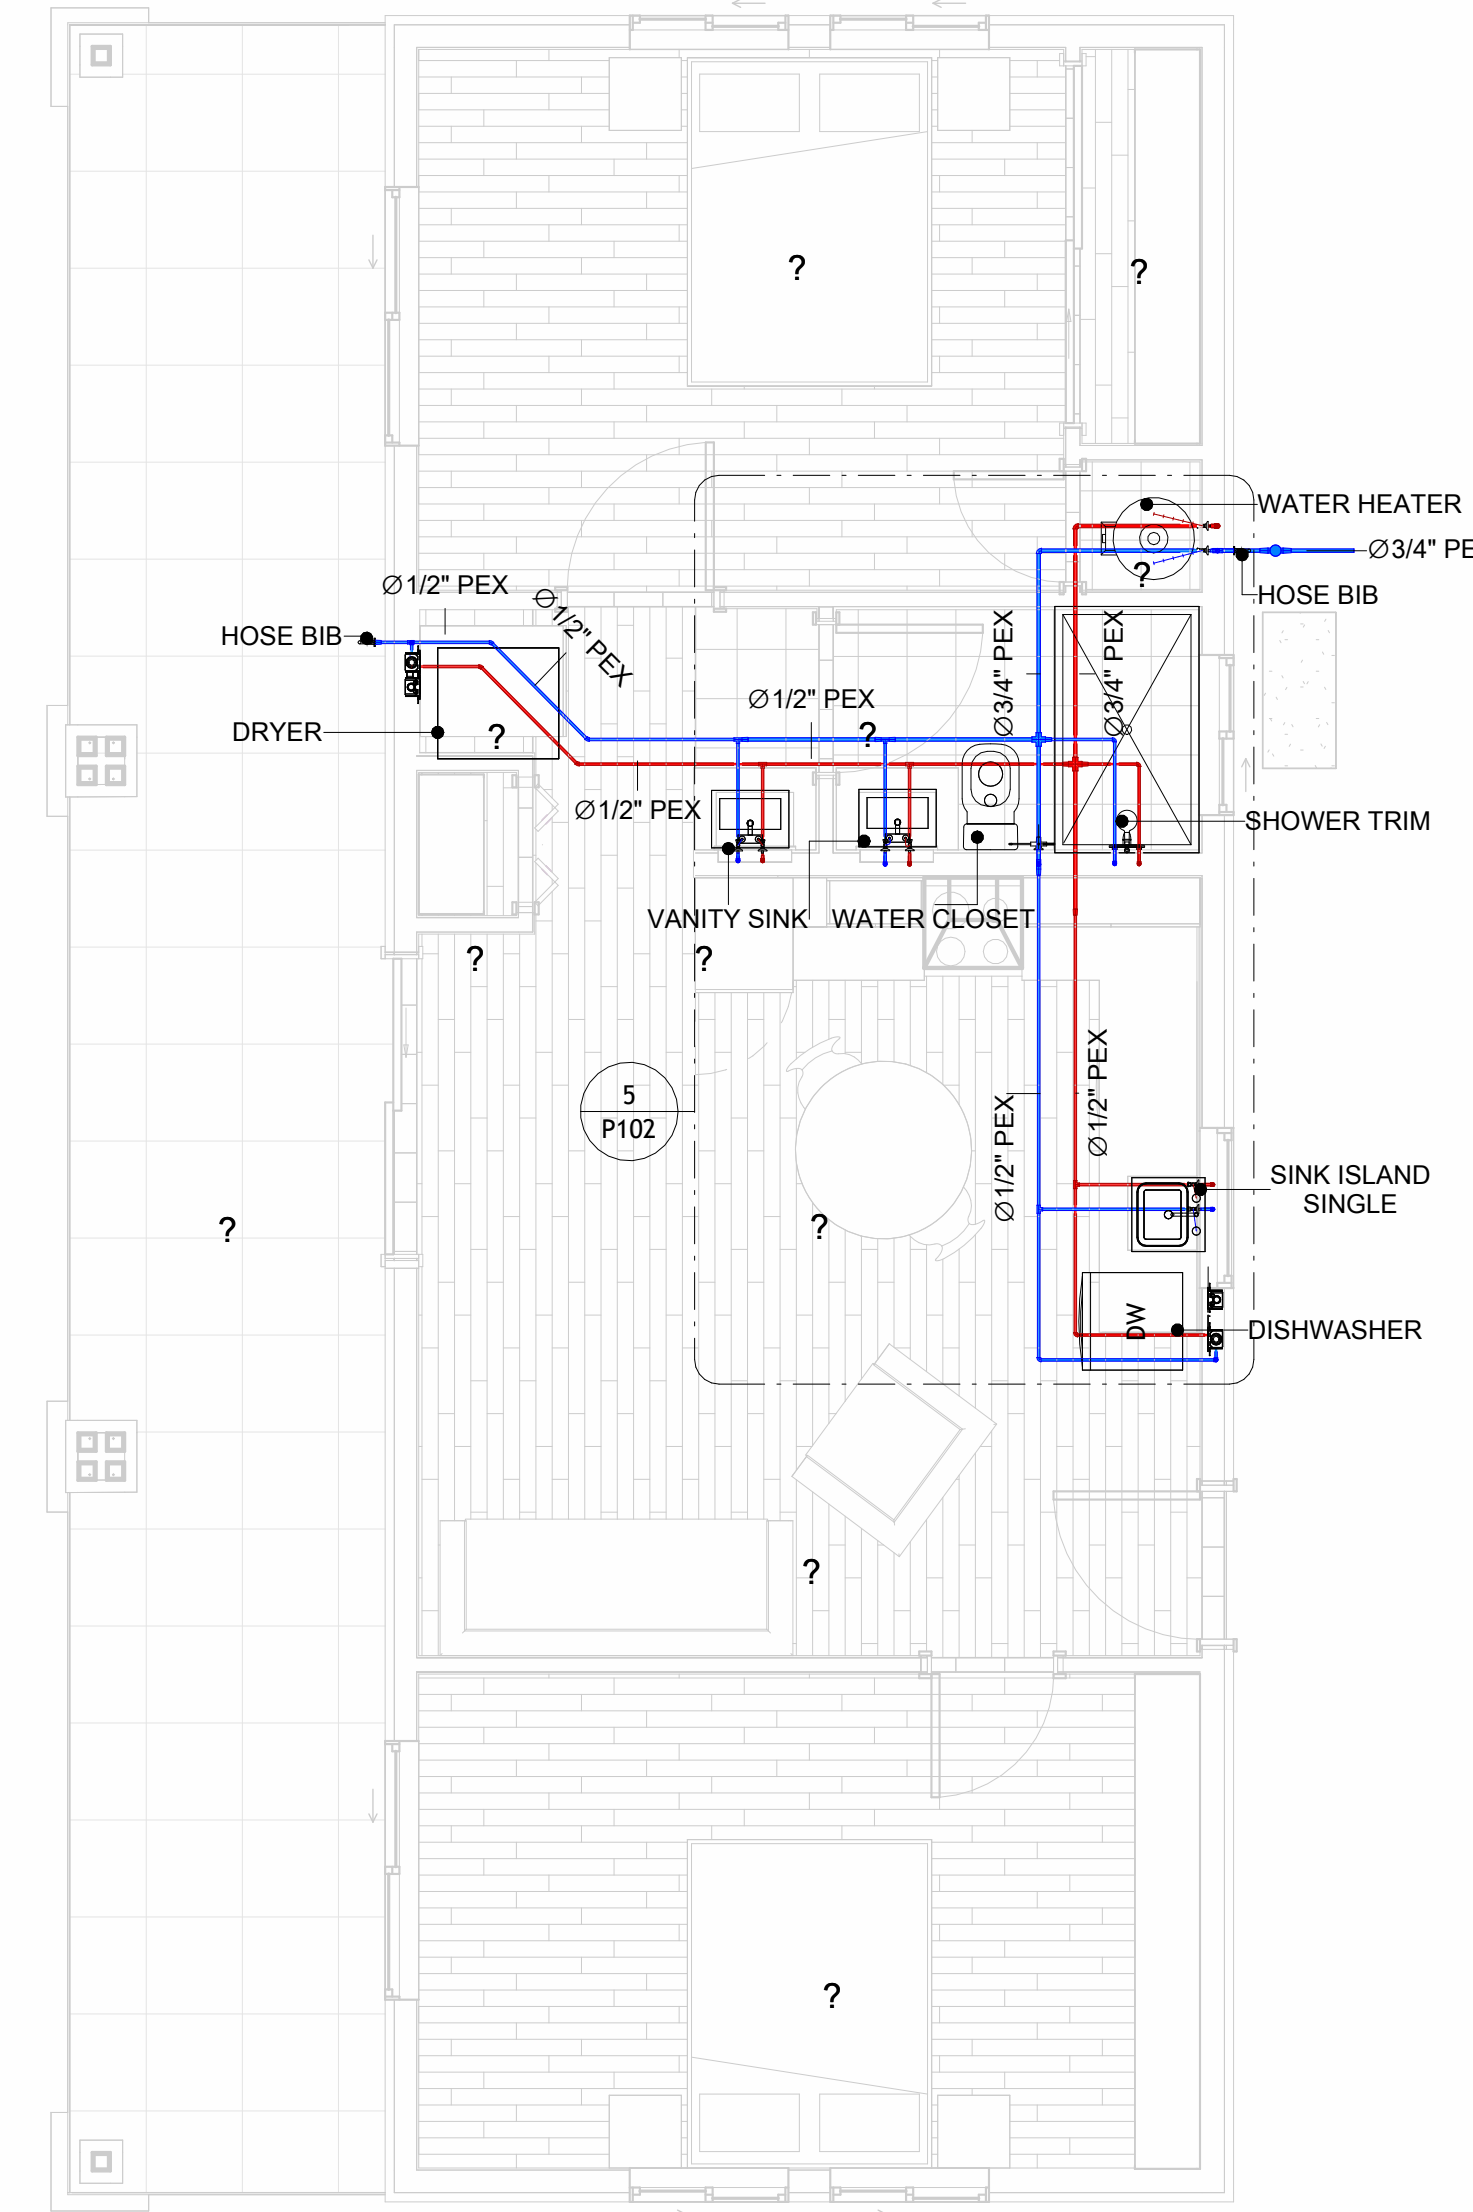 ?
?
WATER HEATER
Ø3/4" PE
?
HOSE BIB
Ø1/2" PEX
Ø1/2" PEX
HOSE BIB
Ø3/4" PEX
Ø3/4" PEX
Ø1/2" PEX
DRYER
?
?
Ø1/2" PEX
SHOWER TRIM
VANITY SINK
WATER CLOSET
?
?
Ø1/2" PEX
Ø1/2" PEX
5
P102
SINK ISLAND
SINGLE
?
?
DW
DISHWASHER
?
?